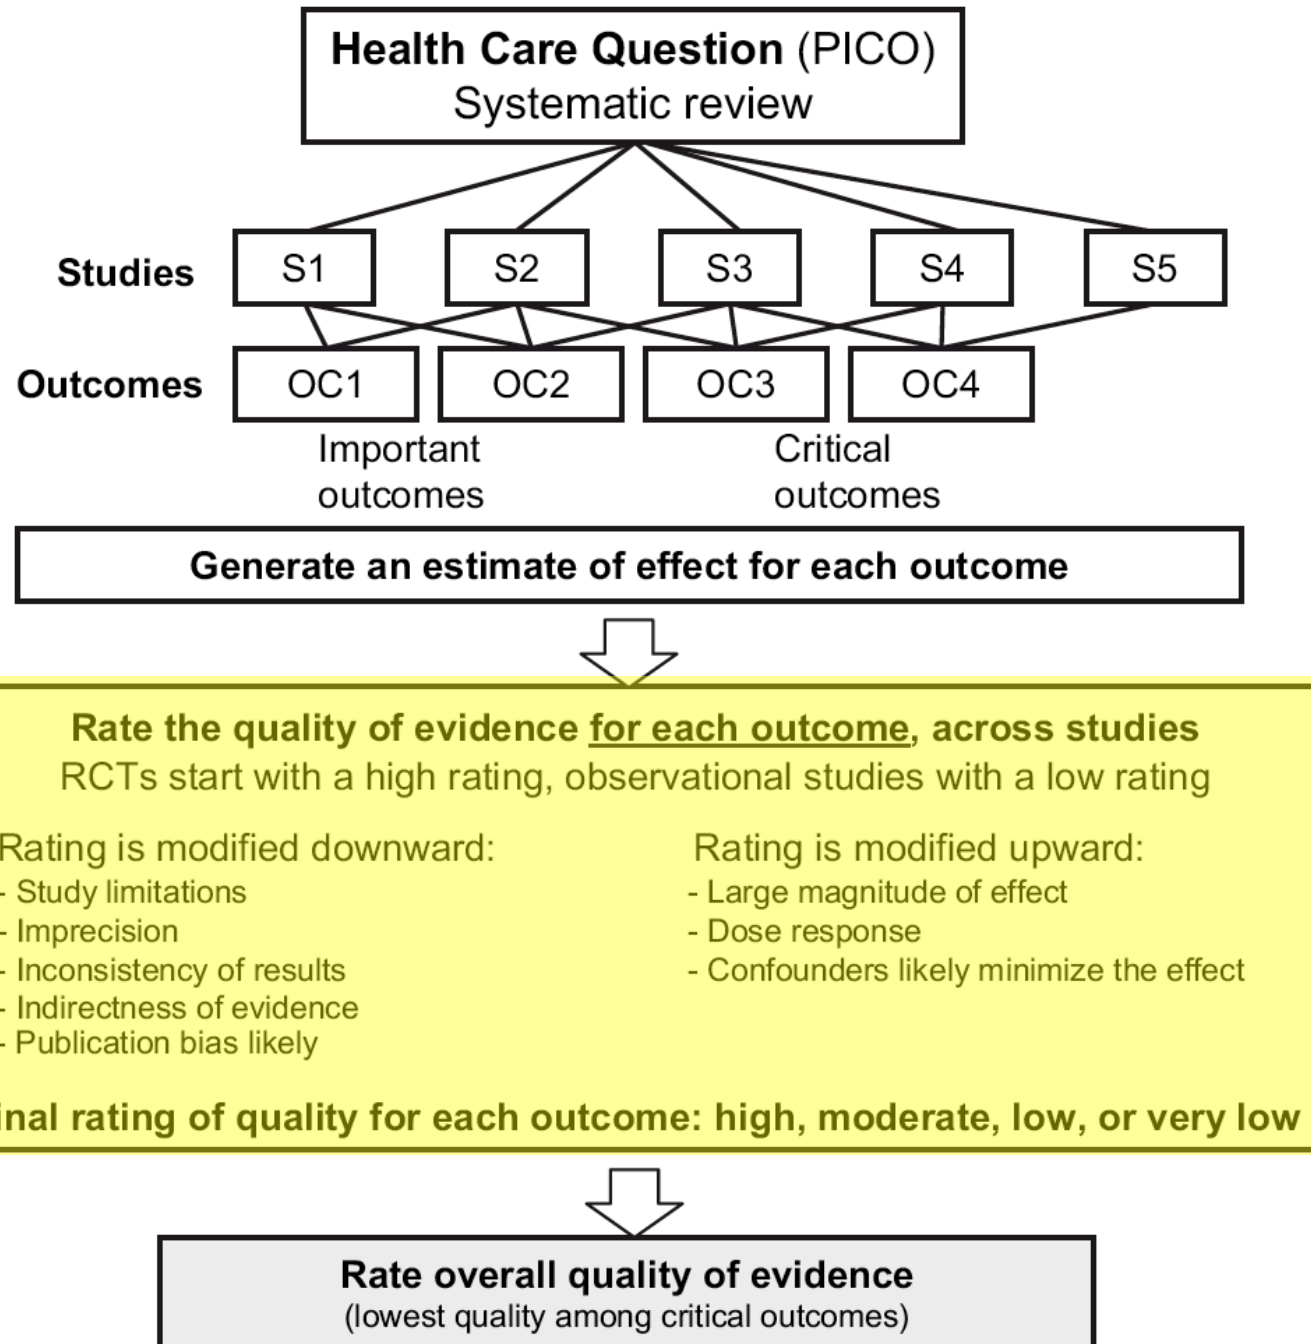 Health Care Question (PICO)
Systematic review
Studies
S1
S2
S3
S4
S5
Outcomes
OC1
OC2
OC3
OC4
Important
outcomes
Critical
outcomes
Generate an estimate of effect for each outcome
Rate the quality of evidence for each outcome, across studies
RCTs start with a high rating, observational studies with a low rating
Rating is modified downward:
- Study limitations
- Imprecision
- Inconsistency of results
- Indirectness of evidence
- Publication bias likely
Rating is modified upward:
- Large magnitude of effect
- Dose response
- Confounders likely minimize the effect
inal rating of quality for each outcome: high, moderate, low, or very low
Rate overall quality of evidence
(lowest quality among critical outcomes)